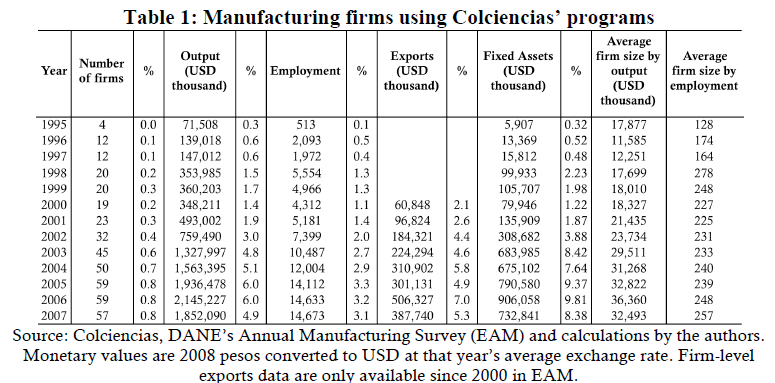 Table 1: Manufacturing firms using Colciencias' programs
Year Number of firms % Output (USD thousand) % Employment % Exports (USD thousand) % Fixed Assets (USD thousand) % Average firm size by output (USD thousand) Average firm size by employment
1995 4 0.0 71,508 0.3 513 0.1 5,907 0.32 17,877 128
1996 12 0.1 139,018 0.6 2,093 0.5 13,369 0.52 11,585 174
1997 12 0.1 147,012 0.6 1,972 0.4 15,812 0.48 12,251 164
1998 20 0.2 353,985 1.5 5,554 1.3 99,933 2.23 17,699 278
1999 20 0.3 360,203 1.7 4,966 1.3 105,707 1.98 18,010 248
2000 19 0.2 348,211 1.4 4,312 1.1 60,848 2.1 79,946 1.22 18,327 227
2001 23 0.3 493,002 1.9 5,181 1.4 96,824 2.6 135,909 1.87 21,435 225
2002 32 0.4 759,490 3.0 7,399 2.0 184,321 4.4 308,682 3.88 23,734 231
2003 45 0.6 1,327,997 4.8 10,487 2.7 224,294 4.6 683,985 8.42 29,511 233
2004 50 0.7 1,563,395 5.1 12,004 2.9 310,902 5.8 675,102 7.64 31,268 240
2005 59 0.8 1,936,478 6.0 14,112 3.3 301,131 4.9 790,580 9.37 32,822 239
2006 59 0.8 2,145,227 6.0 14,633 3.2 506,327 7.0 906,058 9.81 36,360 248
2007 57 0.8 1,852,090 4.9 14,673 3.1 387,740 5.3 732,841 8.38 32,493 257
Source: Colciencias, DANE's Annual Manufacturing Survey (EAM) and calculations by the authors.
Monetary values are 2008 pesos converted to USD at that year's average exchange rate. Firm-level
exports data are only available since 2000 in EAM.